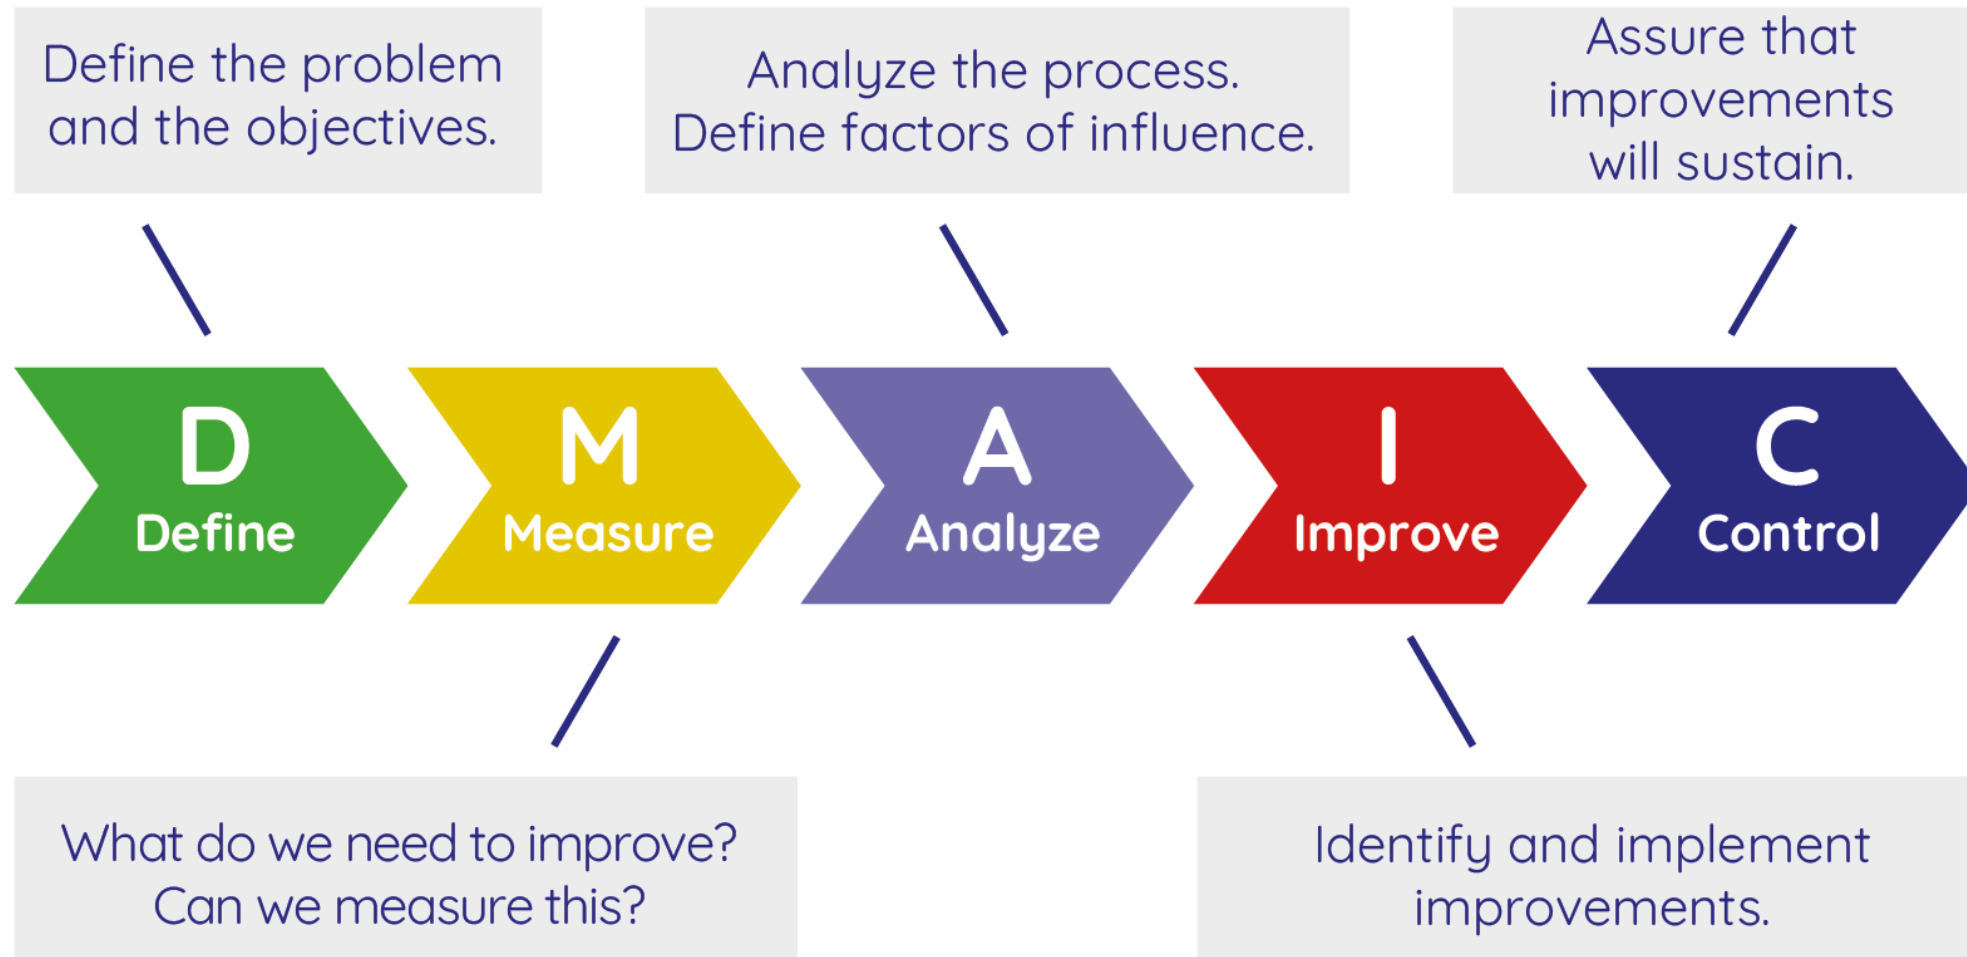 Define the problem
and the objectives.
Analyze the process.
Define factors of influence.
Assure that
improvements
will sustain.
D
Define
M
Measure
A
Analyze
I
Improve
C
Control
What do we need to improve?
Can we measure this?
Identify and implement
improvements.